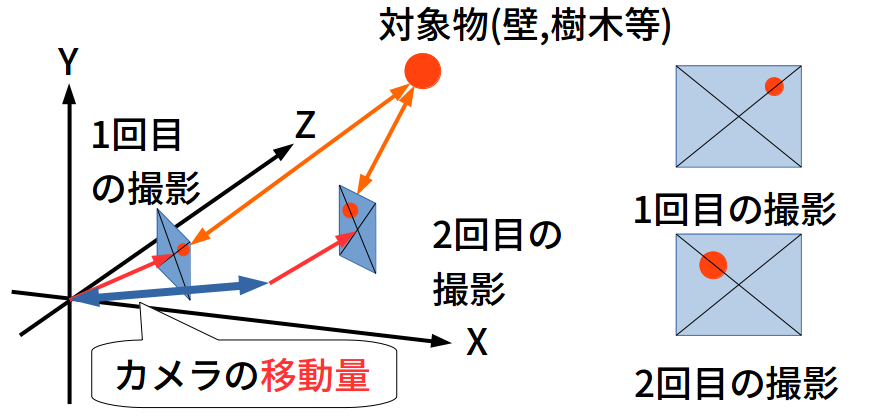 対象物(壁,樹木等)
Y
1回目
の撮影
Z
2回目の
撮影
X
カメラの移動量
1回目の撮影
2回目の撮影